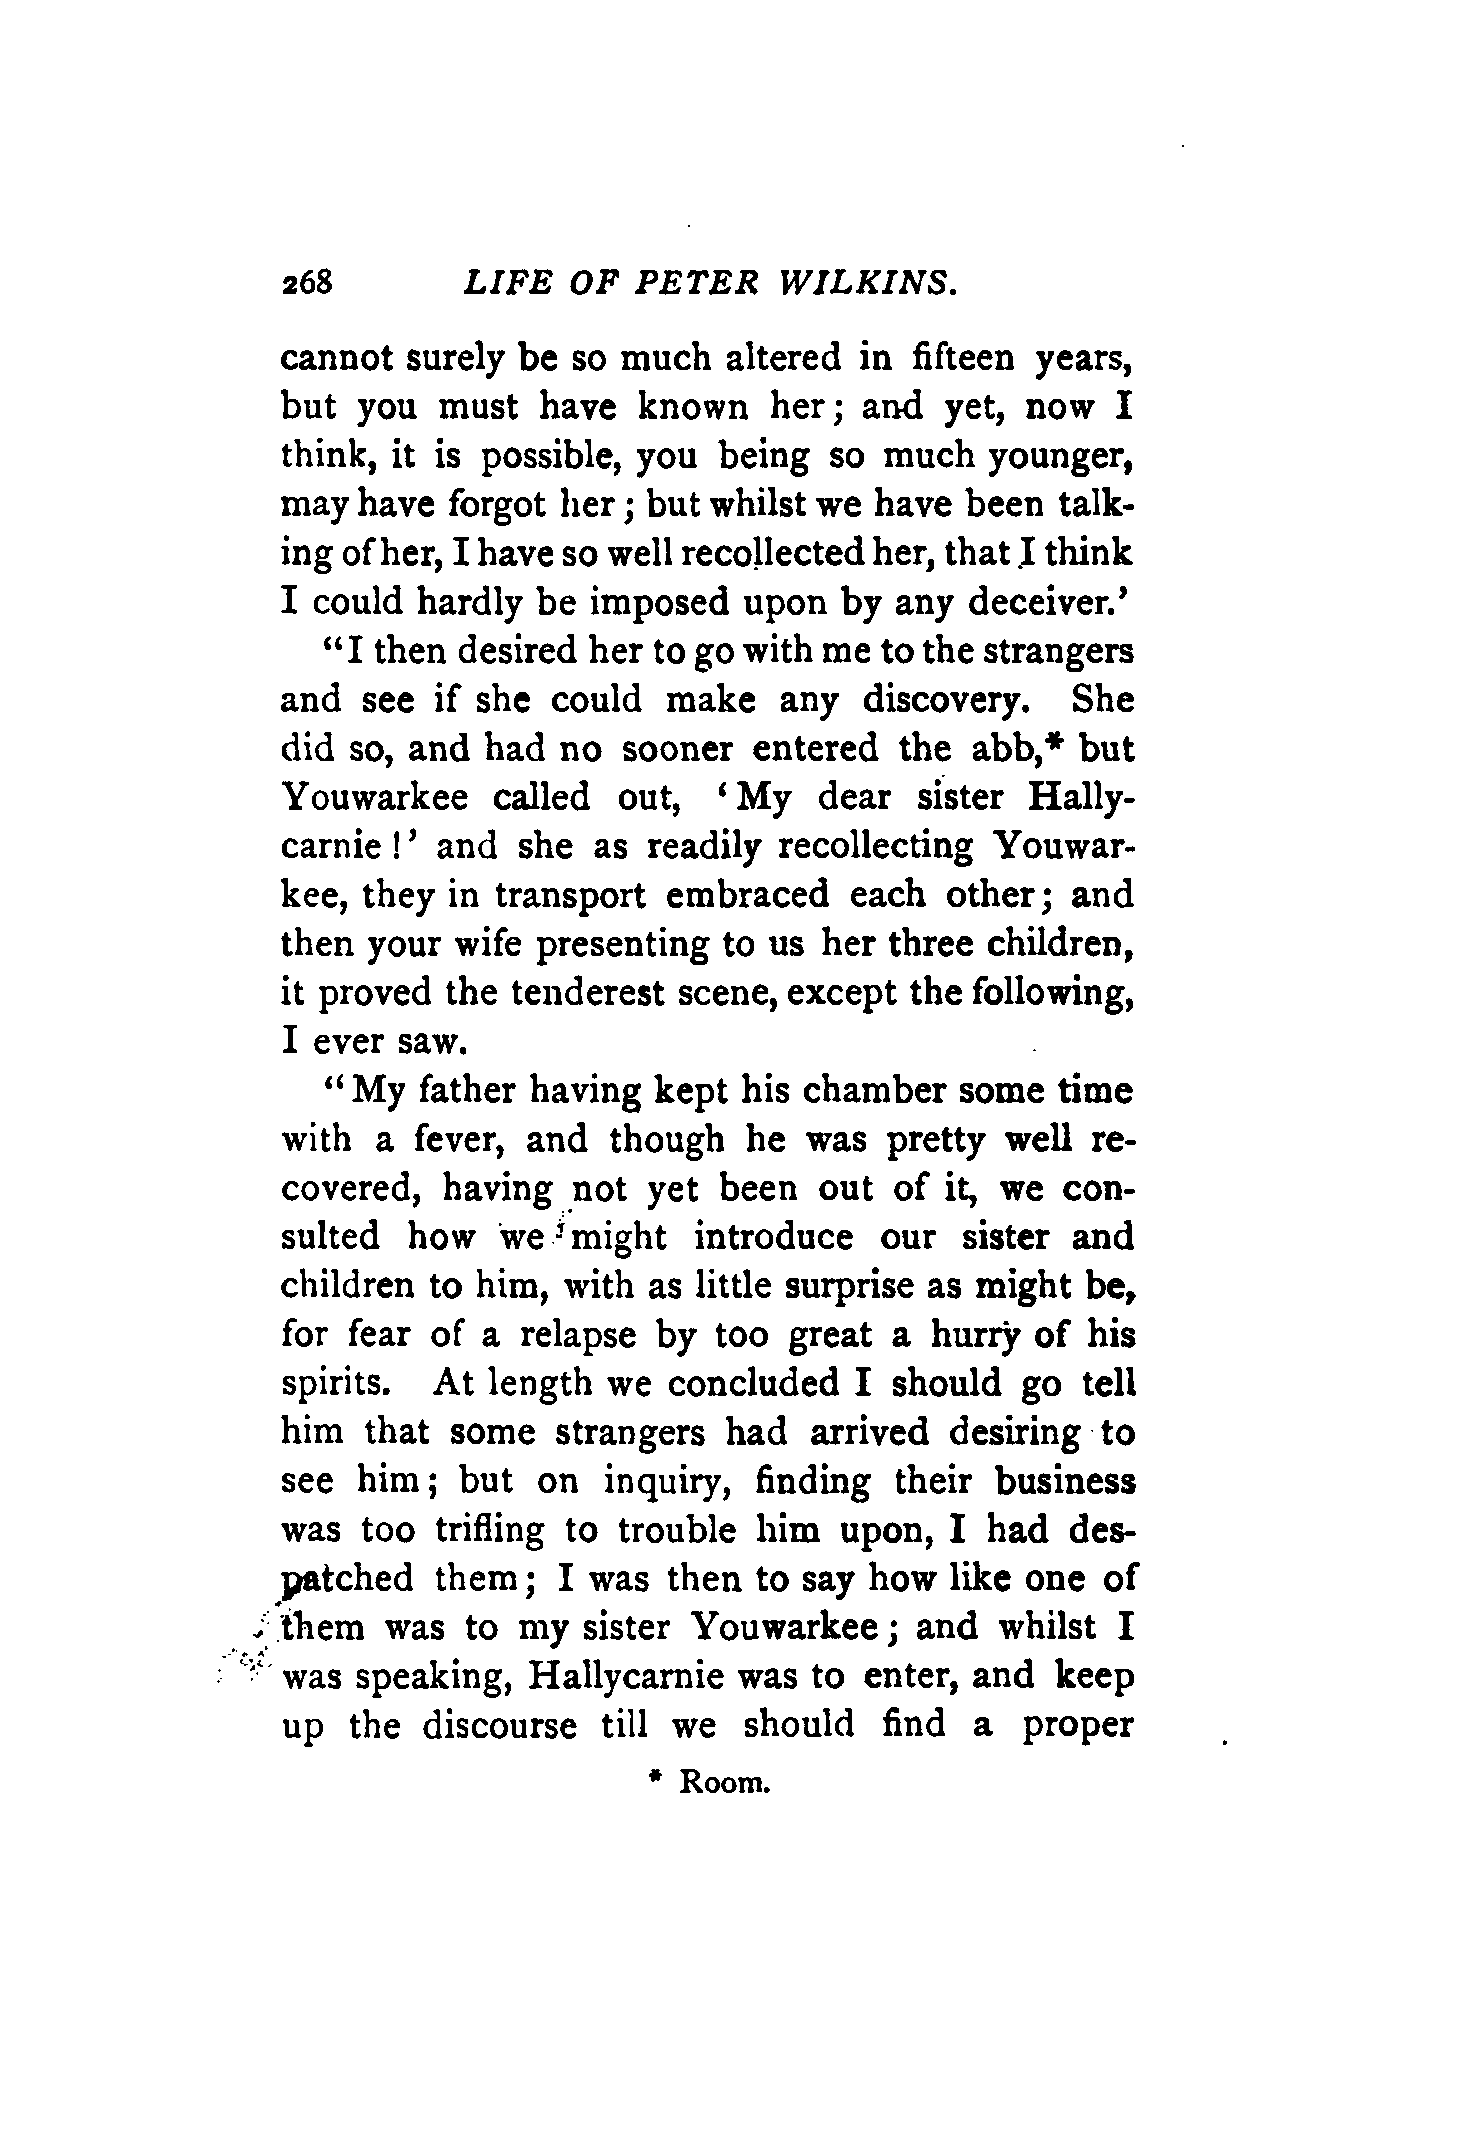 268 LIFE OF PETER WILKINS.
cannot surely be so much altered in fifteen years,
but you must have known her; and yet, now I
think, it is possible, you being so much younger,
may have forgot her; but whilst we have been talk-
ing of her, I have so well recollected her, that I think
I could hardly be imposed upon by any deceiver.'
"I then desired her to go with me to the strangers
and see if she could make any discovery. She
did so, and had no sooner entered the abb,* but
Youwarkee called out, 'My dear sister Hally-
carnie!' and she as readily recollecting Youwar-
kee, they in transport embraced each other; and
then your wife presenting to us her three children,
it proved the tenderest scene, except the following,
I ever saw.
"My father having kept his chamber some time
with a fever, and though he was pretty well re-
covered, having not yet been out of it, we con-
sulted how we might introduce our sister and
children to him, with as little surprise as might be,
for fear of a relapse by too great a hurry of his
spirits. At length we concluded I should go tell
him that some strangers had arrived desiring to
see him; but on inquiry, finding their business
was too trifling to trouble him upon, I had des-
patched them; I was then to say how like one of
them was to my sister Youwarkee; and whilst I
was speaking, Hallycarnie was to enter, and keep
up the discourse till we should find a proper
* Room.